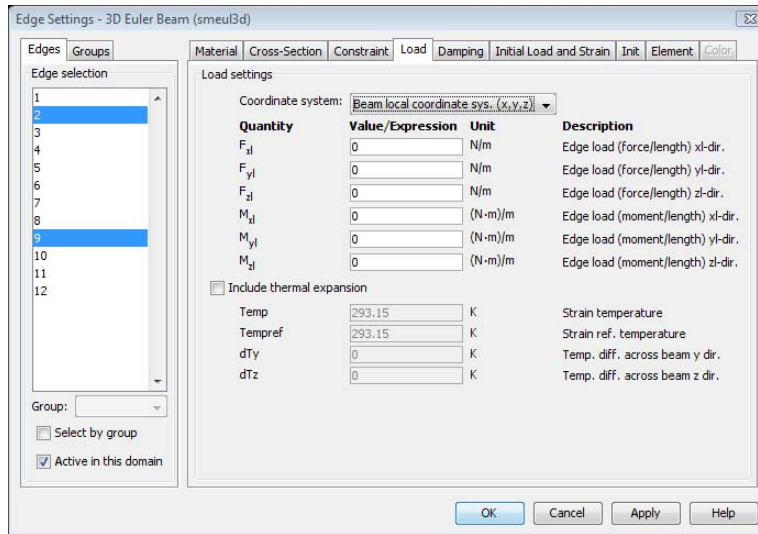 Edge Settings - 3D Euler Beam (smeul3d)
Edges Groups
Edge selection
1
2
3
4
5
6
7
8
9
10
11
12
Group:
Select by group
Active in this domain
Material Cross-Section Constraint Load Damping Initial Load and Strain Init Element Color
Load settings
Coordinate system: Beam local coordinate sys. (x,y,z)
Quantity Value/Expression Unit Description
Fxl 0 N/m Edge load (force/length) xl-dir.
Fyl 0 N/m Edge load (force/length) yl-dir.
Fzl 0 N/m Edge load (force/length) zl-dir.
Mxl 0 (N·m)/m Edge load (moment/length) xl-dir.
Myl 0 (N·m)/m Edge load (moment/length) yl-dir.
Mzl 0 (N·m)/m Edge load (moment/length) zl-dir.
Include thermal expansion
Temp 293.15 K Strain temperature
Tempref 293.15 K Strain ref. temperature
dTy 0 K Temp. diff. across beam y dir.
dTz 0 K Temp. diff. across beam z dir.
OK Cancel Apply Help